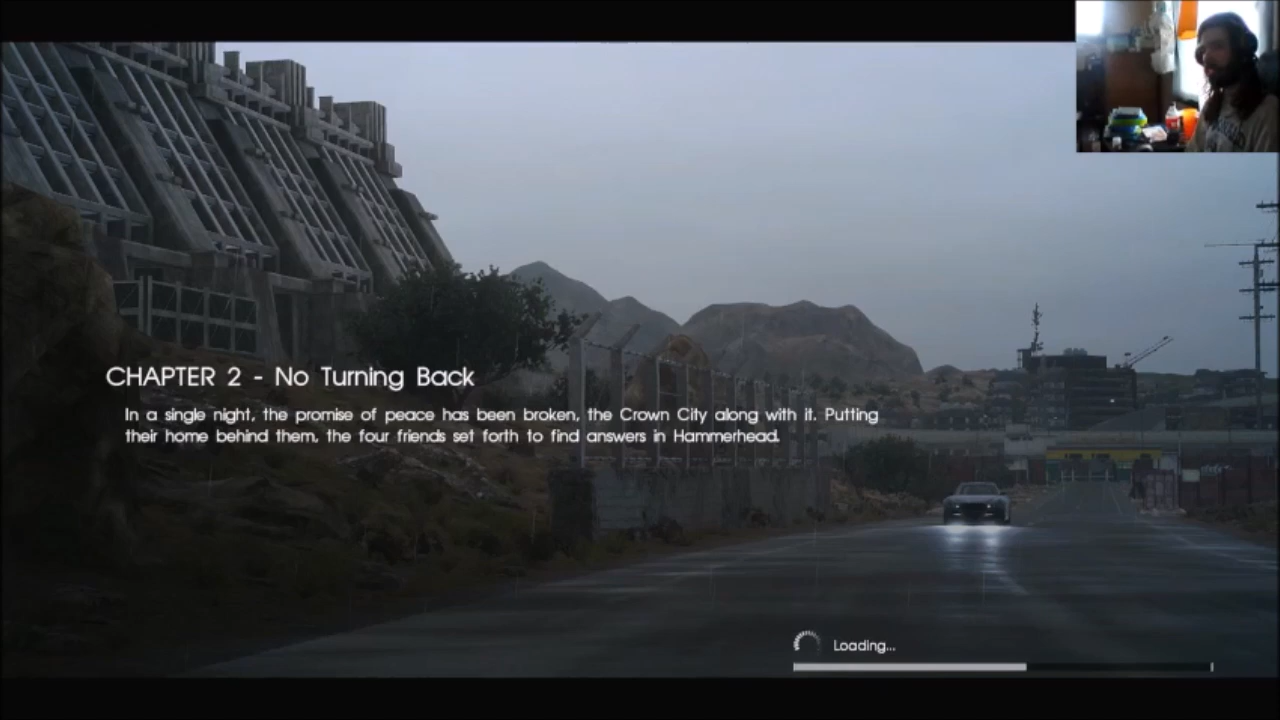 CHAPTER 2 - No Turning Back
In a single night, the promise of peace has been broken, the Crown City along with it. Putting
their home behind them, the four friends set forth to find answers in Hammerhead.
Loading...